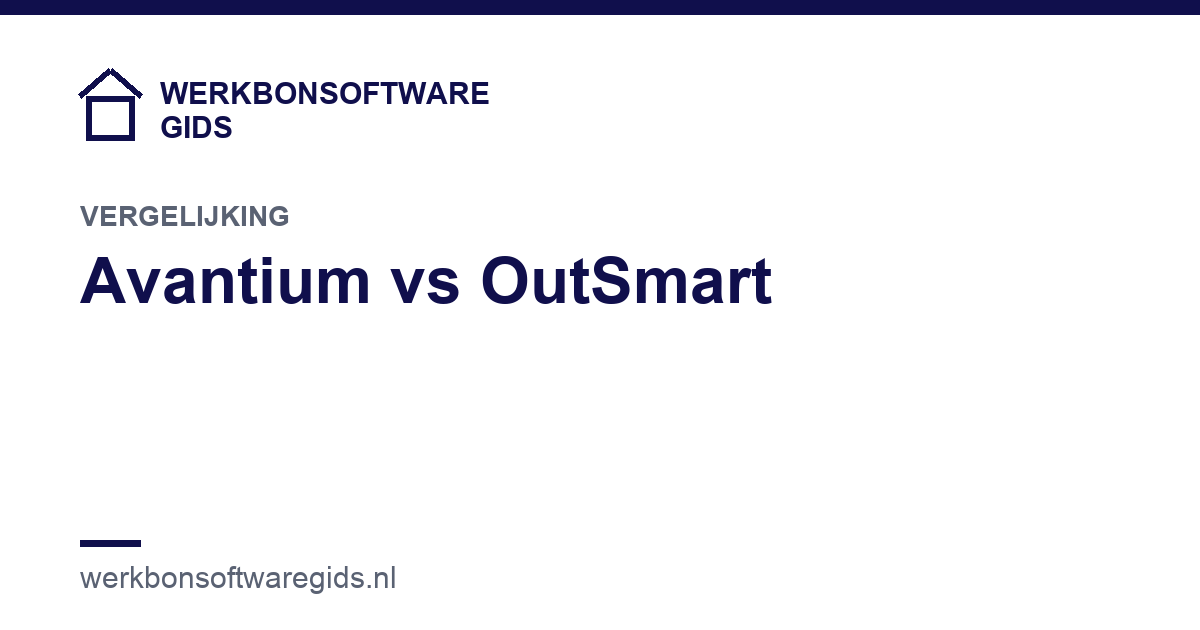 WERKBONSOFTWARE
GIDS
VERGELIJKING
Avantium vs OutSmart
werkbonsoftwaregids.nl